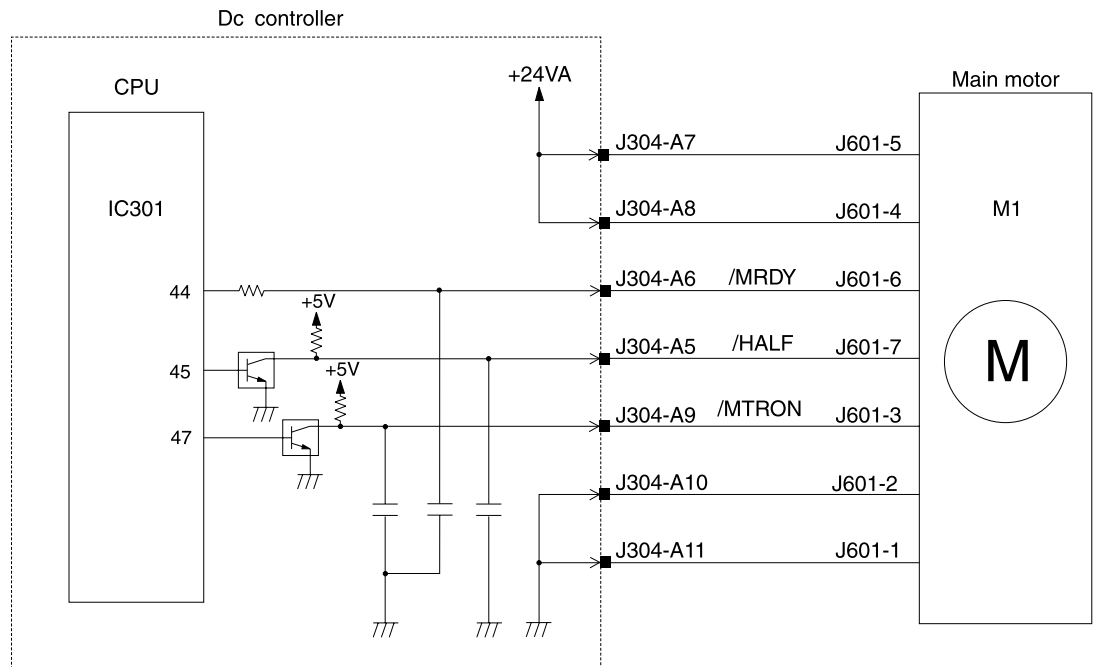 Dc controller
+24VA
CPU
Main motor
J304-A7
J601-5
IC301
J304-A8
J601-4
M1
44
J304-A6
/MRDY
J601-6
+5V
J304-A5
/HALF
J601-7
45
+5V
M
J304-A9
/MTRON
J601-3
47
J304-A10
J601-2
J304-A11
J601-1